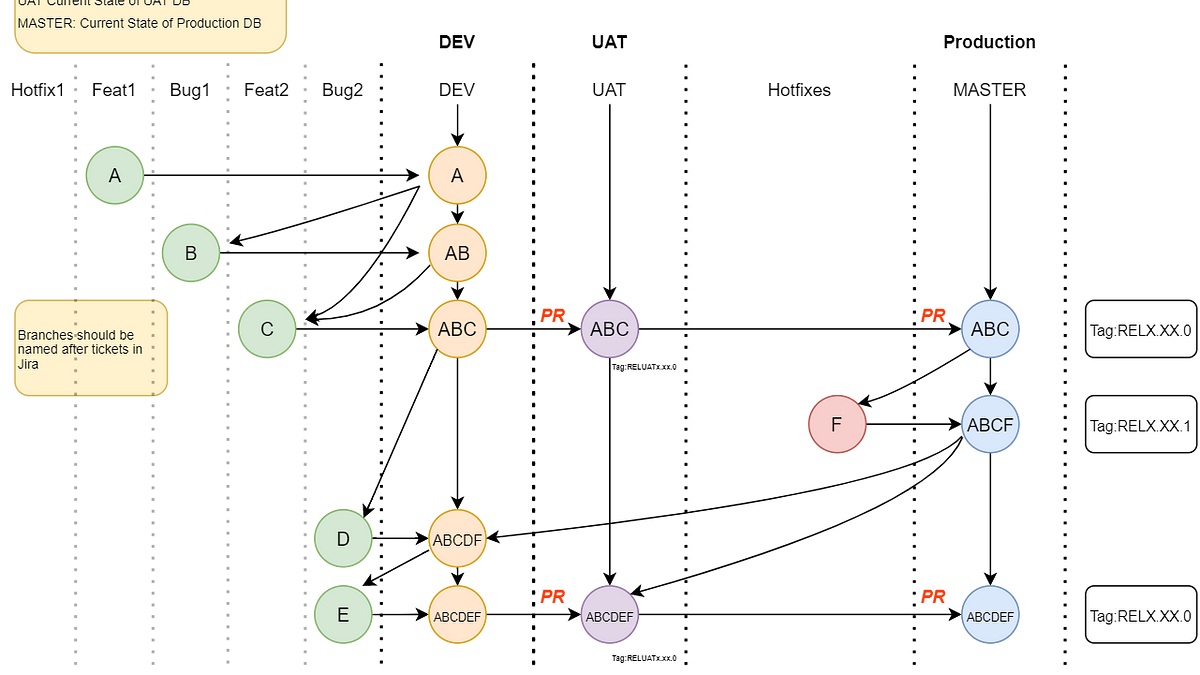 UAT Current State of UAT DB
MASTER: Current State of Production DB
DEV
UAT
Production
Hotfix1
Feat1
Bug1
Feat2
Bug2
DEV
UAT
Hotfixes
MASTER
A
A
B
AB
Branches should be
named after tickets in
Jira
C
ABC
PR
ABC
PR
ABC
Tag:RELX.XX.0
Tag:RELUATx.xx.0
F
ABCF
Tag:RELX.XX.1
D
ABCDF
E
ABCDEF
PR
ABCDEF
PR
ABCDEF
Tag:RELX.XX.0
Tag:RELUATx.xx.0